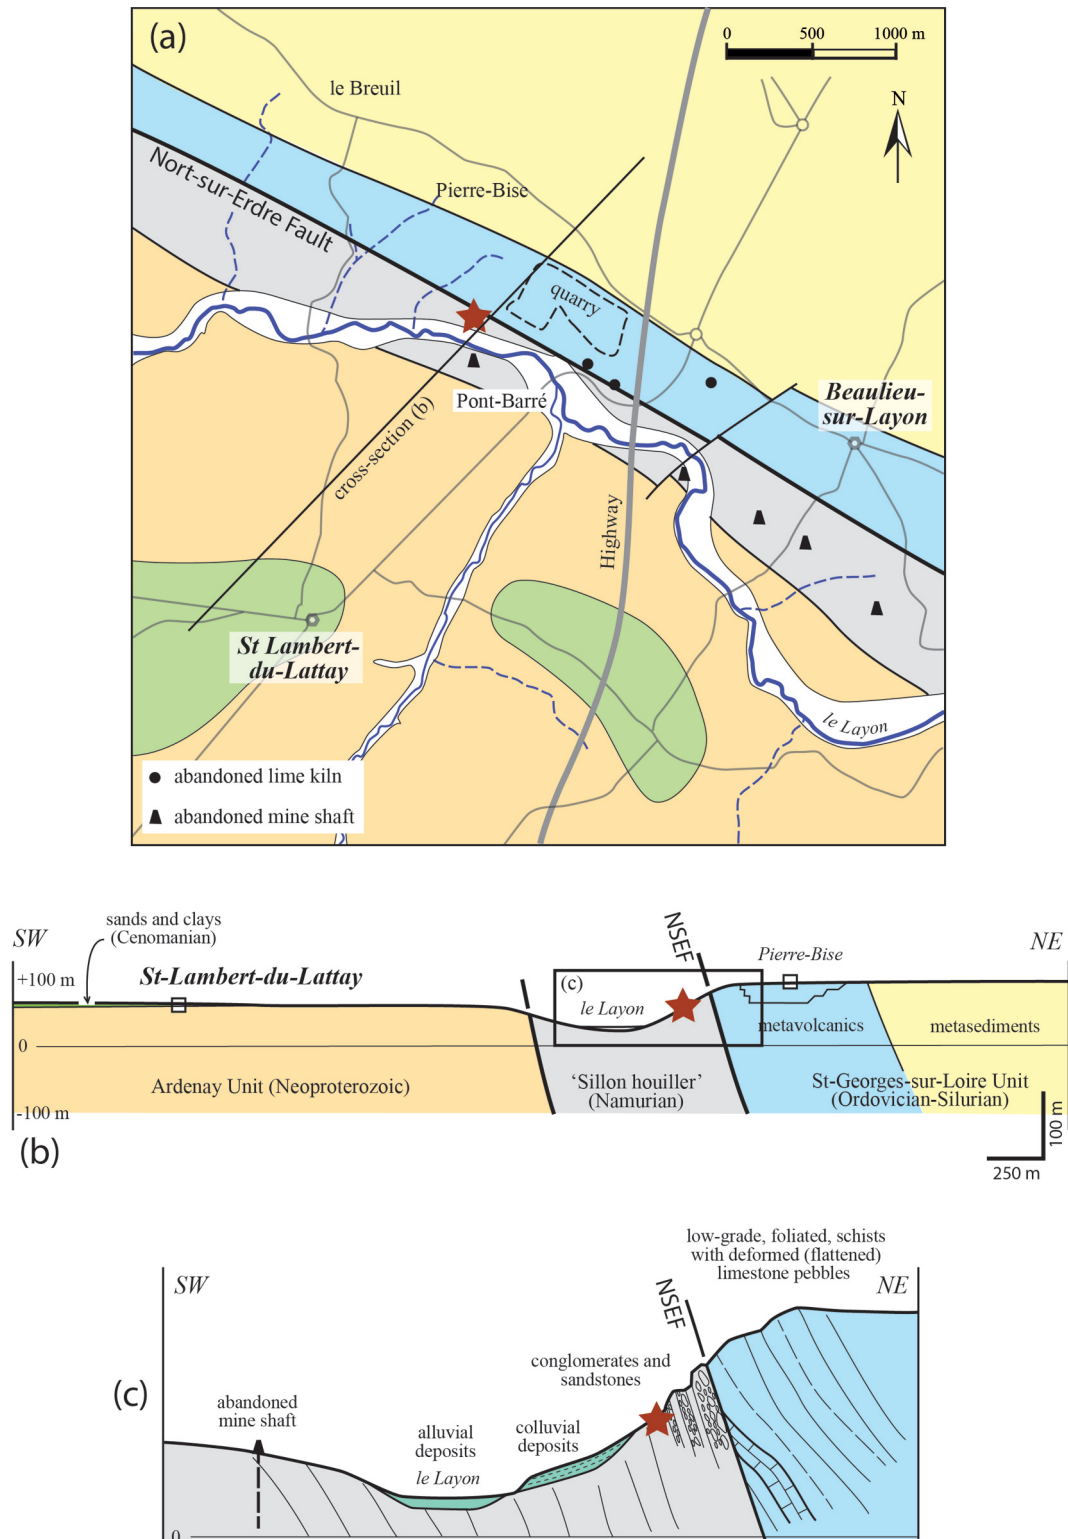 (a)
0 500 1000 m
N
le Breuil
Nort-sur-Erdre Fault
Pierre-Bise
quarry
Pont-Barré
Beaulieu-
sur-Layon
cross-section (b)
Highway
St Lambert-
du-Lattay
le Layon
abandoned lime kiln
abandoned mine shaft
sands and clays
(Cenomanian)
SW
NE
+100 m
St-Lambert-du-Lattay
NSEF
Pierre-Bise
(c)
le Layon
metavolcanics
metasediments
0
Ardenay Unit (Neoproterozoic)
‘Sillon houiller’
(Namurian)
St-Georges-sur-Loire Unit
(Ordovician-Silurian)
-100 m
100 m
250 m
(b)
low-grade, foliated, schists
with deformed (flattened)
limestone pebbles
SW
NE
NSEF
conglomerates and
sandstones
(c)
abandoned
mine shaft
alluvial
deposits
colluvial
deposits
le Layon
0